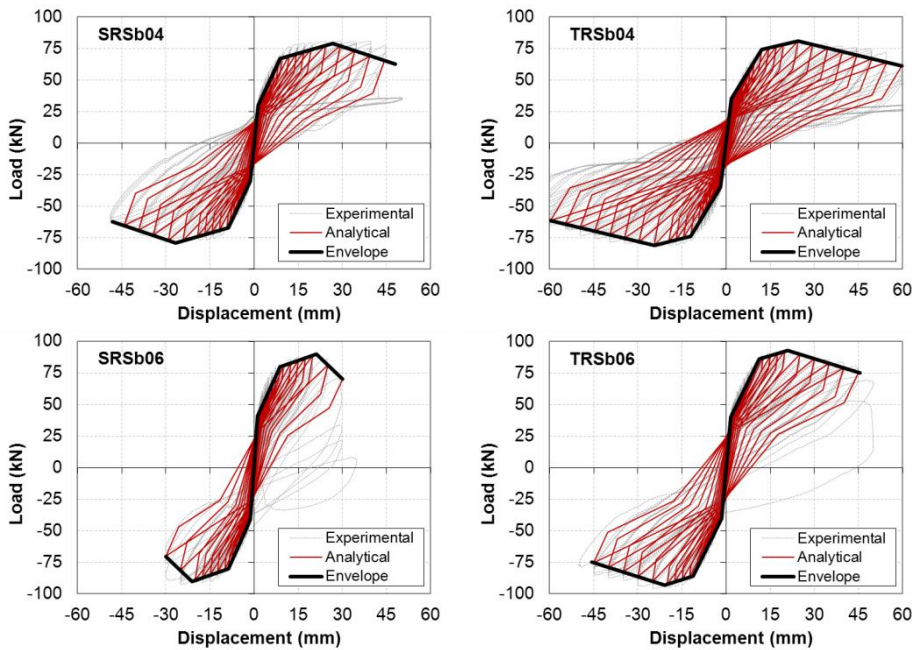 SRSb04
Load (kN)
100
75
50
25
0
-25
-50
-75
-100
Experimental
Analytical
Envelope
-60 -45 -30 -15 0 15 30 45 60
Displacement (mm)
TRSb04
Load (kN)
100
75
50
25
0
-25
-50
-75
-100
Experimental
Analytical
Envelope
-60 -45 -30 -15 0 15 30 45 60
Displacement (mm)
SRSb06
Load (kN)
100
75
50
25
0
-25
-50
-75
-100
Experimental
Analytical
Envelope
-60 -45 -30 -15 0 15 30 45 60
Displacement (mm)
TRSb06
Load (kN)
100
75
50
25
0
-25
-50
-75
-100
Experimental
Analytical
Envelope
-60 -45 -30 -15 0 15 30 45 60
Displacement (mm)